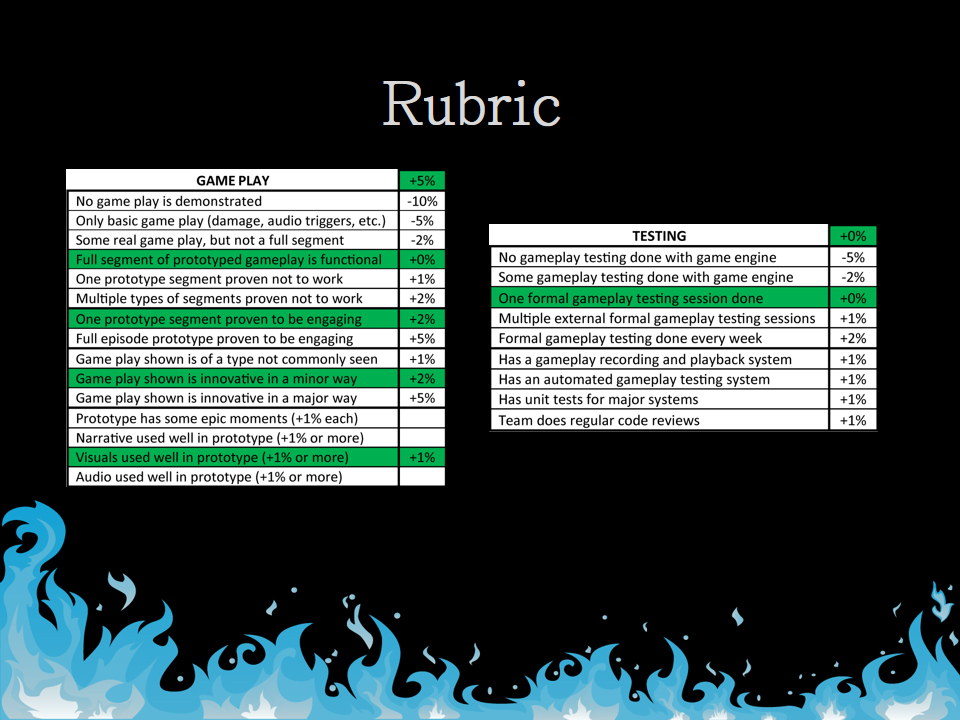 Rubric
GAME PLAY +5%
No game play is demonstrated -10%
Only basic game play (damage, audio triggers, etc.) -5%
Some real game play, but not a full segment -2%
Full segment of prototyped gameplay is functional +0%
One prototype segment proven not to work +1%
Multiple types of segments proven not to work +2%
One prototype segment proven to be engaging +2%
Full episode prototype proven to be engaging +5%
Game play shown is of a type not commonly seen +1%
Game play shown is innovative in a minor way +2%
Game play shown is innovative in a major way +5%
Prototype has some epic moments (+1% each)
Narrative used well in prototype (+1% or more)
Visuals used well in prototype (+1% or more) +1%
Audio used well in prototype (+1% or more)
TESTING +0%
No gameplay testing done with game engine -5%
Some gameplay testing done with game engine -2%
One formal gameplay testing session done +0%
Multiple external formal gameplay testing sessions +1%
Formal gameplay testing done every week +2%
Has a gameplay recording and playback system +1%
Has an automated gameplay testing system +1%
Has unit tests for major systems +1%
Team does regular code reviews +1%